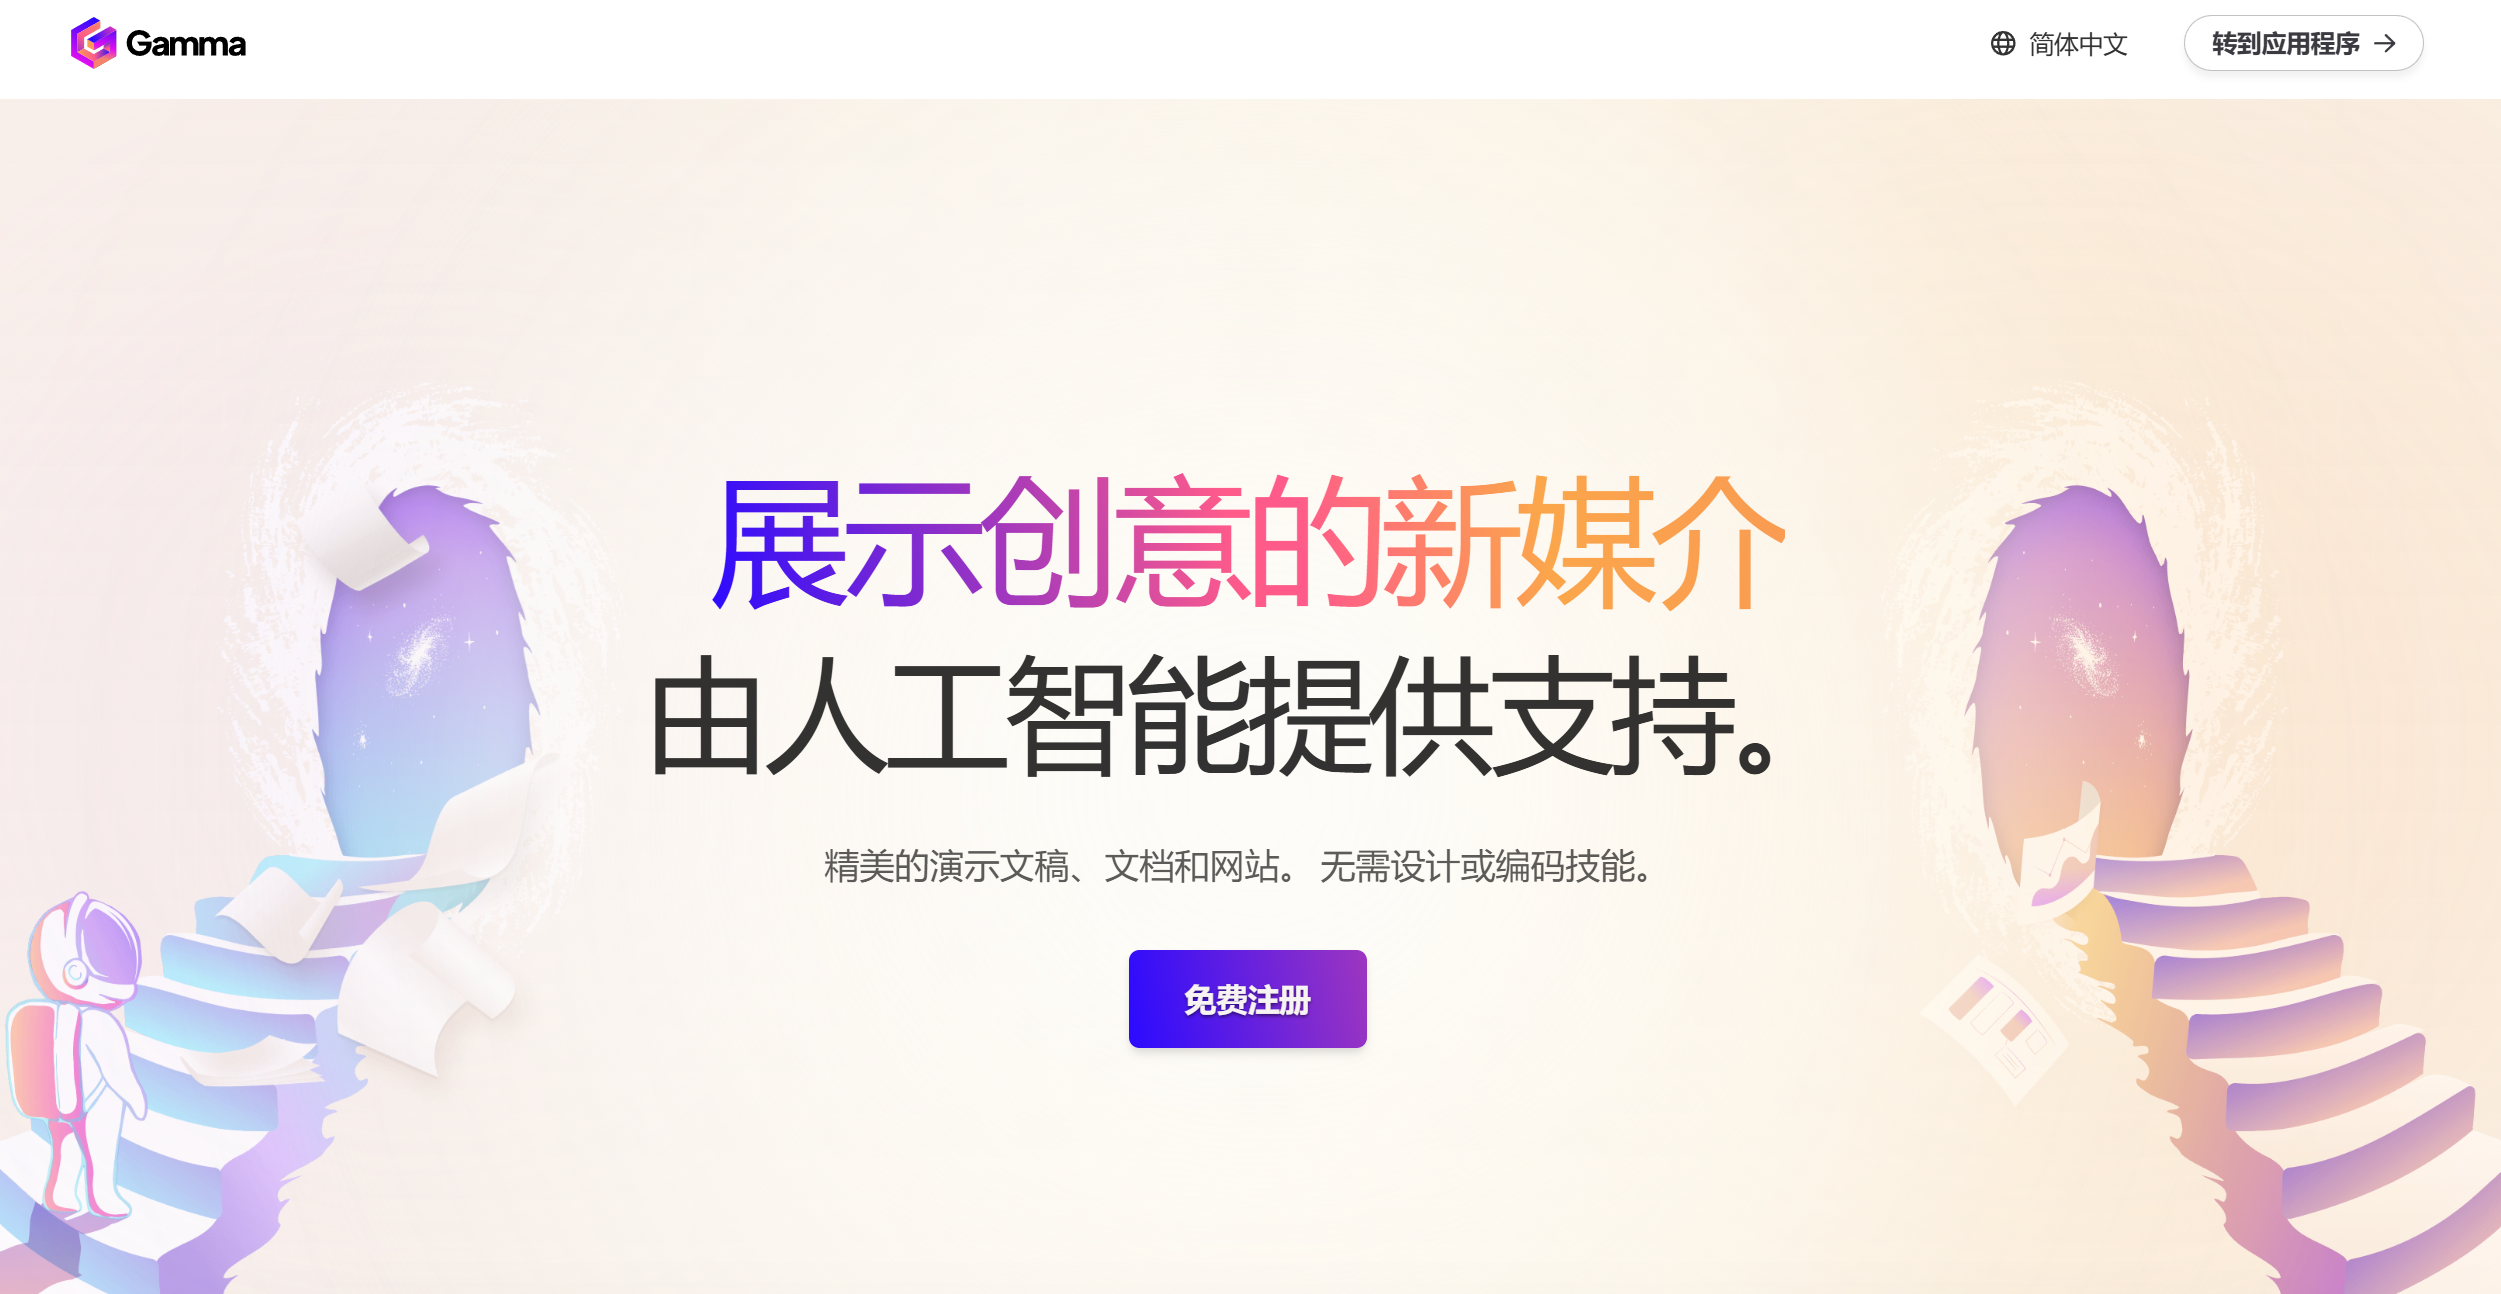 Gamma
简体中文
转到应用程序 →
展示创意的新媒介
由人工智能提供支持。
精美的演示文稿、文档和网站。 无需设计或编码技能。
免费注册